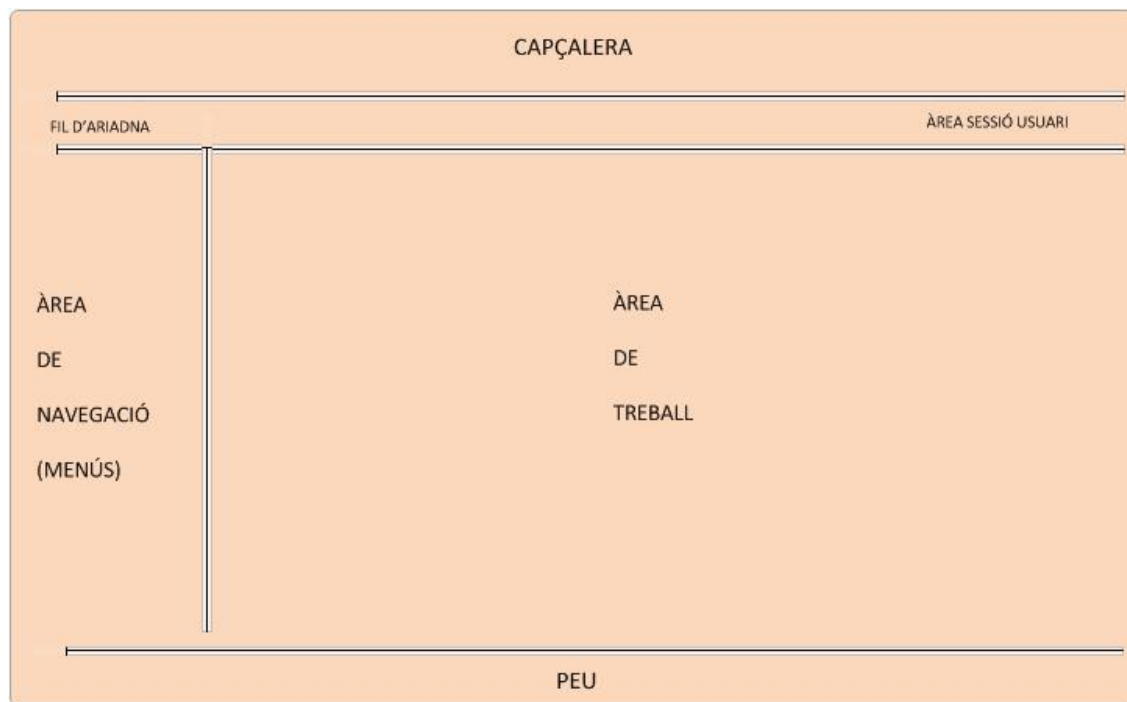 CAPÇALERA
FIL D'ARIADNA
ÀREA SESSIÓ USUARI
ÀREA
DE
NAVEGACIÓ
(MENÚS)
ÀREA
DE
TREBALL
PEU